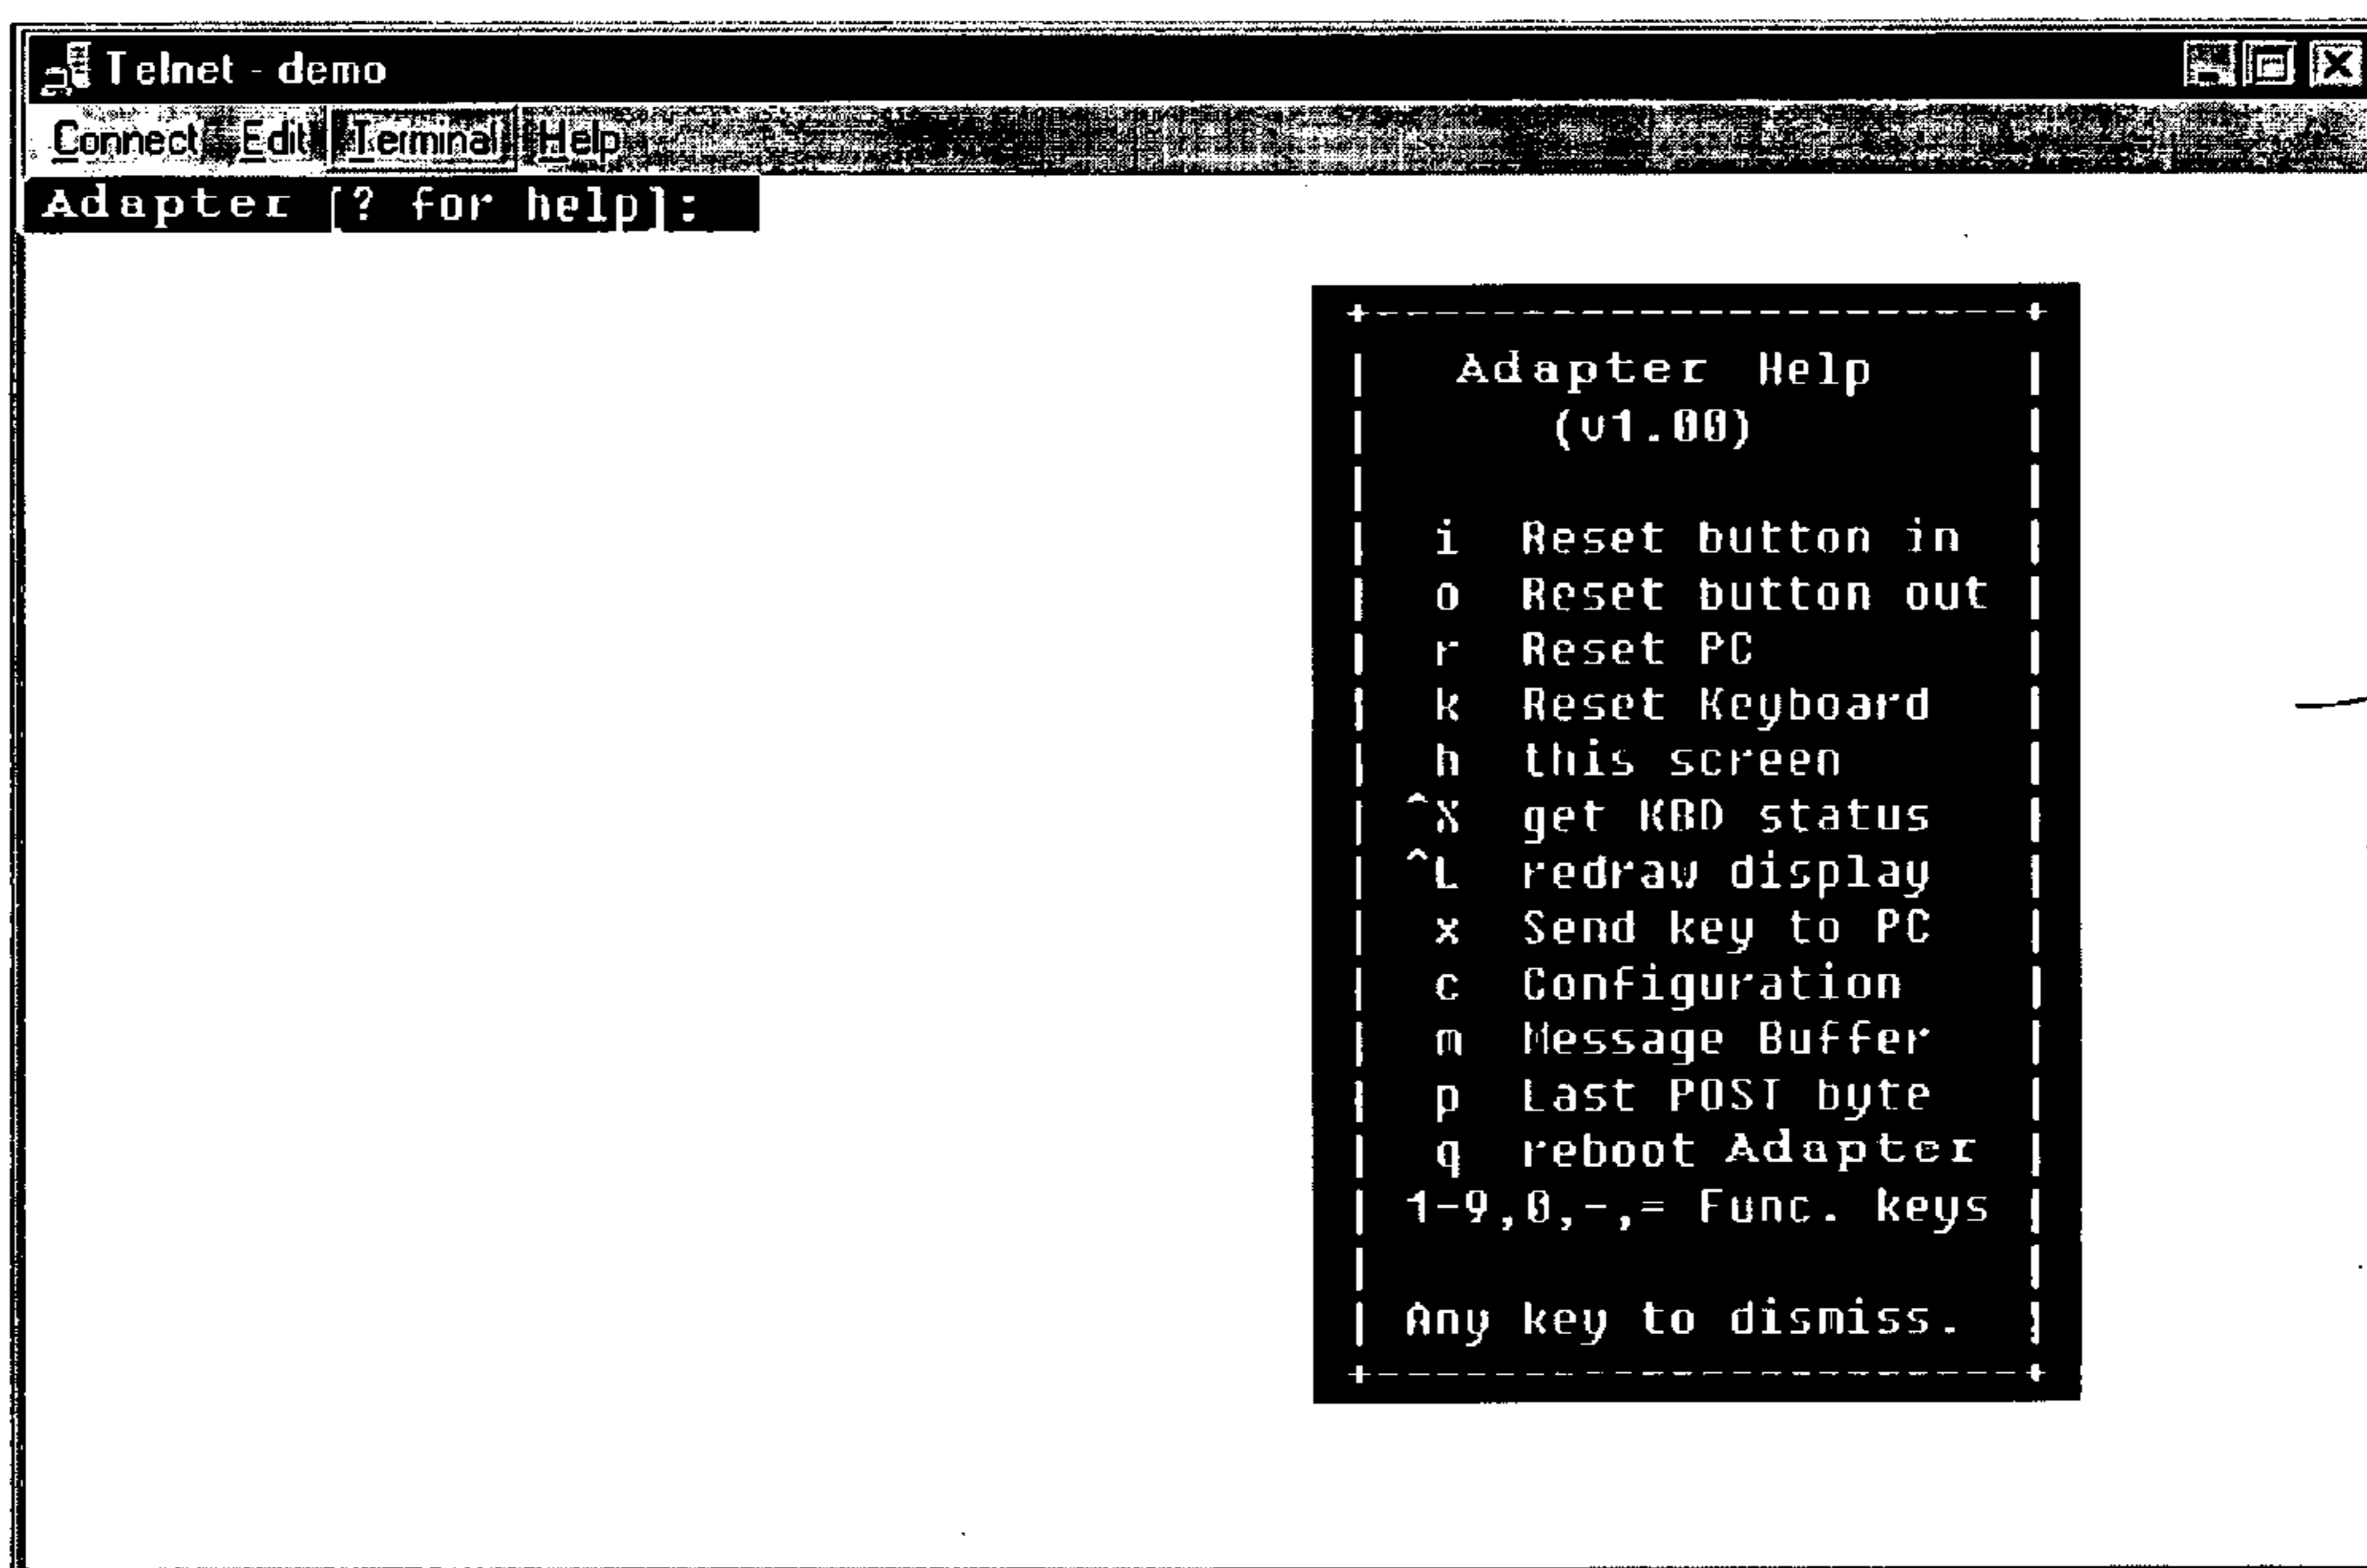 Telnet - demo
Connect Edit Terminal Help
Adapter [? for help]:
+-----------------------+
| Adapter Help |
| (v1.00) |
| |
| i Reset button in |
| o Reset button out |
| r Reset PC |
| k Reset Keyboard |
| h this screen |
| ^X get KBD status |
| ^L redraw display |
| x Send key to PC |
| c Configuration |
| m Message Buffer |
| p Last POST byte |
| q reboot Adapter |
| 1-9,0,-,= Func. keys |
| |
| Any key to dismiss. |
+-----------------------+